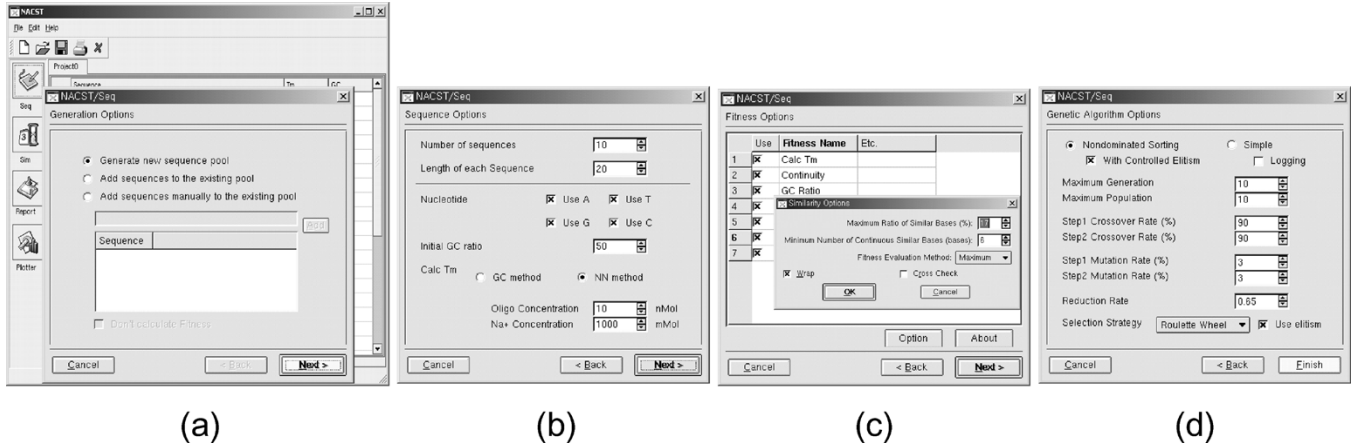 NACST
File Edit Help
Project0
Sequence Tm GC
Seq
Sim
Report
Plotter
NACST/Seq
Generation Options
Generate new sequence pool
Add sequences to the existing pool
Add sequences manually to the existing pool
Add
Sequence
Don't calculate Fitness
Cancel < Back Next >
(a)
NACST/Seq
Sequence Options
Number of sequences 10
Length of each Sequence 20
Nucleotide Use A Use T
Use G Use C
Initial GC ratio 50
Calc Tm GC method NN method
Oligo Concentration 10 nMol
Na+ Concentration 1000 mMol
Cancel < Back Next >
(b)
NACST/Seq
Fitness Options
Use Fitness Name Etc.
1 Calc Tm
2 Continuity
3 GC Ratio
4
5
6
7
Similarity Options
Maximum Ratio of Similar Bases (%):
Minimum Number of Continuous Similar Bases (bases): 6
Fitness Evaluation Method: Maximum
Wrap Cross Check
OK Cancel
Option About
Cancel < Back Next >
(c)
NACST/Seq
Genetic Algorithm Options
Nondominated Sorting Simple
With Controlled Elitism Logging
Maximum Generation 10
Maximum Population 10
Step1 Crossover Rate (%) 90
Step2 Crossover Rate (%) 90
Step1 Mutation Rate (%) 3
Step2 Mutation Rate (%) 3
Reduction Rate 0.65
Selection Strategy Roulette Wheel Use elitism
Cancel < Back Finish
(d)